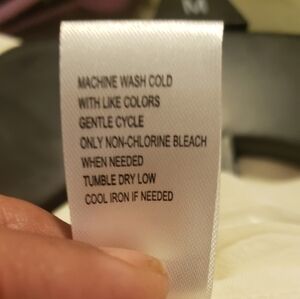 M
MACHINE WASH COLD
WITH LIKE COLORS
GENTLE CYCLE
ONLY NON-CHLORINE BLEACH
WHEN NEEDED
TUMBLE DRY LOW
COOL IRON IF NEEDED